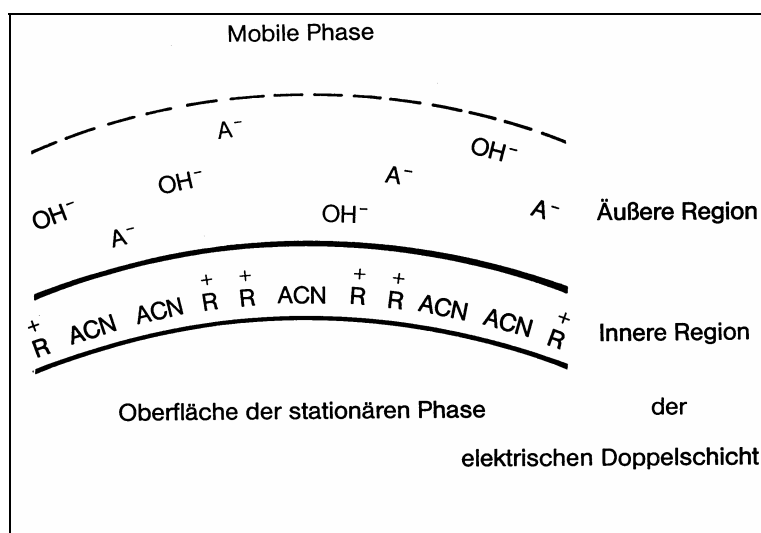 Mobile Phase
A⁻
OH⁻
OH⁻
A⁻
OH⁻
OH⁻
A⁻
A⁻
Äußere Region
R⁺ ACN ACN R⁺ R⁺ ACN R⁺ R⁺ ACN ACN R⁺
Innere Region
Oberfläche der stationären Phase
der
elektrischen Doppelschicht